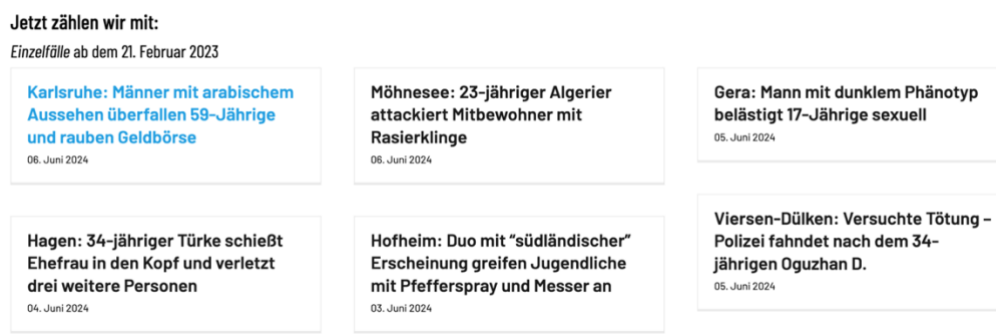 Jetzt zählen wir mit:
Einzelfälle ab dem 21. Februar 2023
Karlsruhe: Männer mit arabischem
Aussehen überfallen 59-Jährige
und rauben Geldbörse
06. Juni 2024
Möhnesee: 23-jähriger Algerier
attackiert Mitbewohner mit
Rasierklinge
06. Juni 2024
Gera: Mann mit dunklem Phänotyp
belästigt 17-Jährige sexuell
05. Juni 2024
Hagen: 34-jähriger Türke schießt
Ehefrau in den Kopf und verletzt
drei weitere Personen
04. Juni 2024
Hofheim: Duo mit “südländischer”
Erscheinung greifen Jugendliche
mit Pfefferspray und Messer an
03. Juni 2024
Viersen-Dülken: Versuchte Tötung –
Polizei fahndet nach dem 34-
jährigen Oguzhan D.
05. Juni 2024